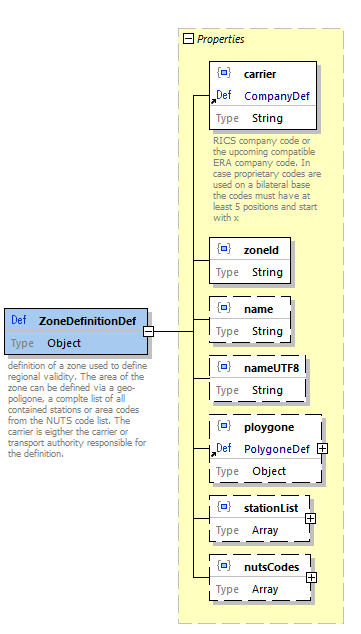 Properties
carrier
Def CompanyDef
Type String
RICS company code or
the upcoming compatible
ERA company code. In
case proprietary codes are
used on a bilateral base
the codes must have at
least 5 positions and start
with x
zoneId
Type String
name
Type String
Def ZoneDefinitionDef
Type Object
definition of a zone used to define
regional validity. The area of the
zone can be defined via a geo-
poligone, a complte list of all
contained stations or area codes
from the NUTS code list. The
carrier is eigther the carrier or
transport authority responsible for
the definition.
nameUTF8
Type String
ploygone
Def PolygoneDef
Type Object
stationList
Type Array
nutsCodes
Type Array